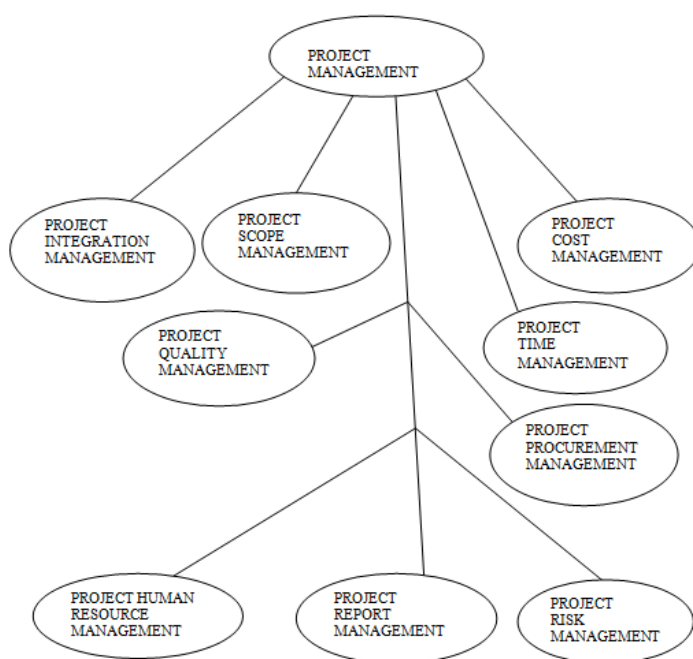 PROJECT
MANAGEMENT
PROJECT
INTEGRATION
MANAGEMENT
PROJECT
SCOPE
MANAGEMENT
PROJECT
COST
MANAGEMENT
PROJECT
QUALITY
MANAGEMENT
PROJECT
TIME
MANAGEMENT
PROJECT
PROCUREMENT
MANAGEMENT
PROJECT HUMAN
RESOURCE
MANAGEMENT
PROJECT
REPORT
MANAGEMENT
PROJECT
RISK
MANAGEMENT